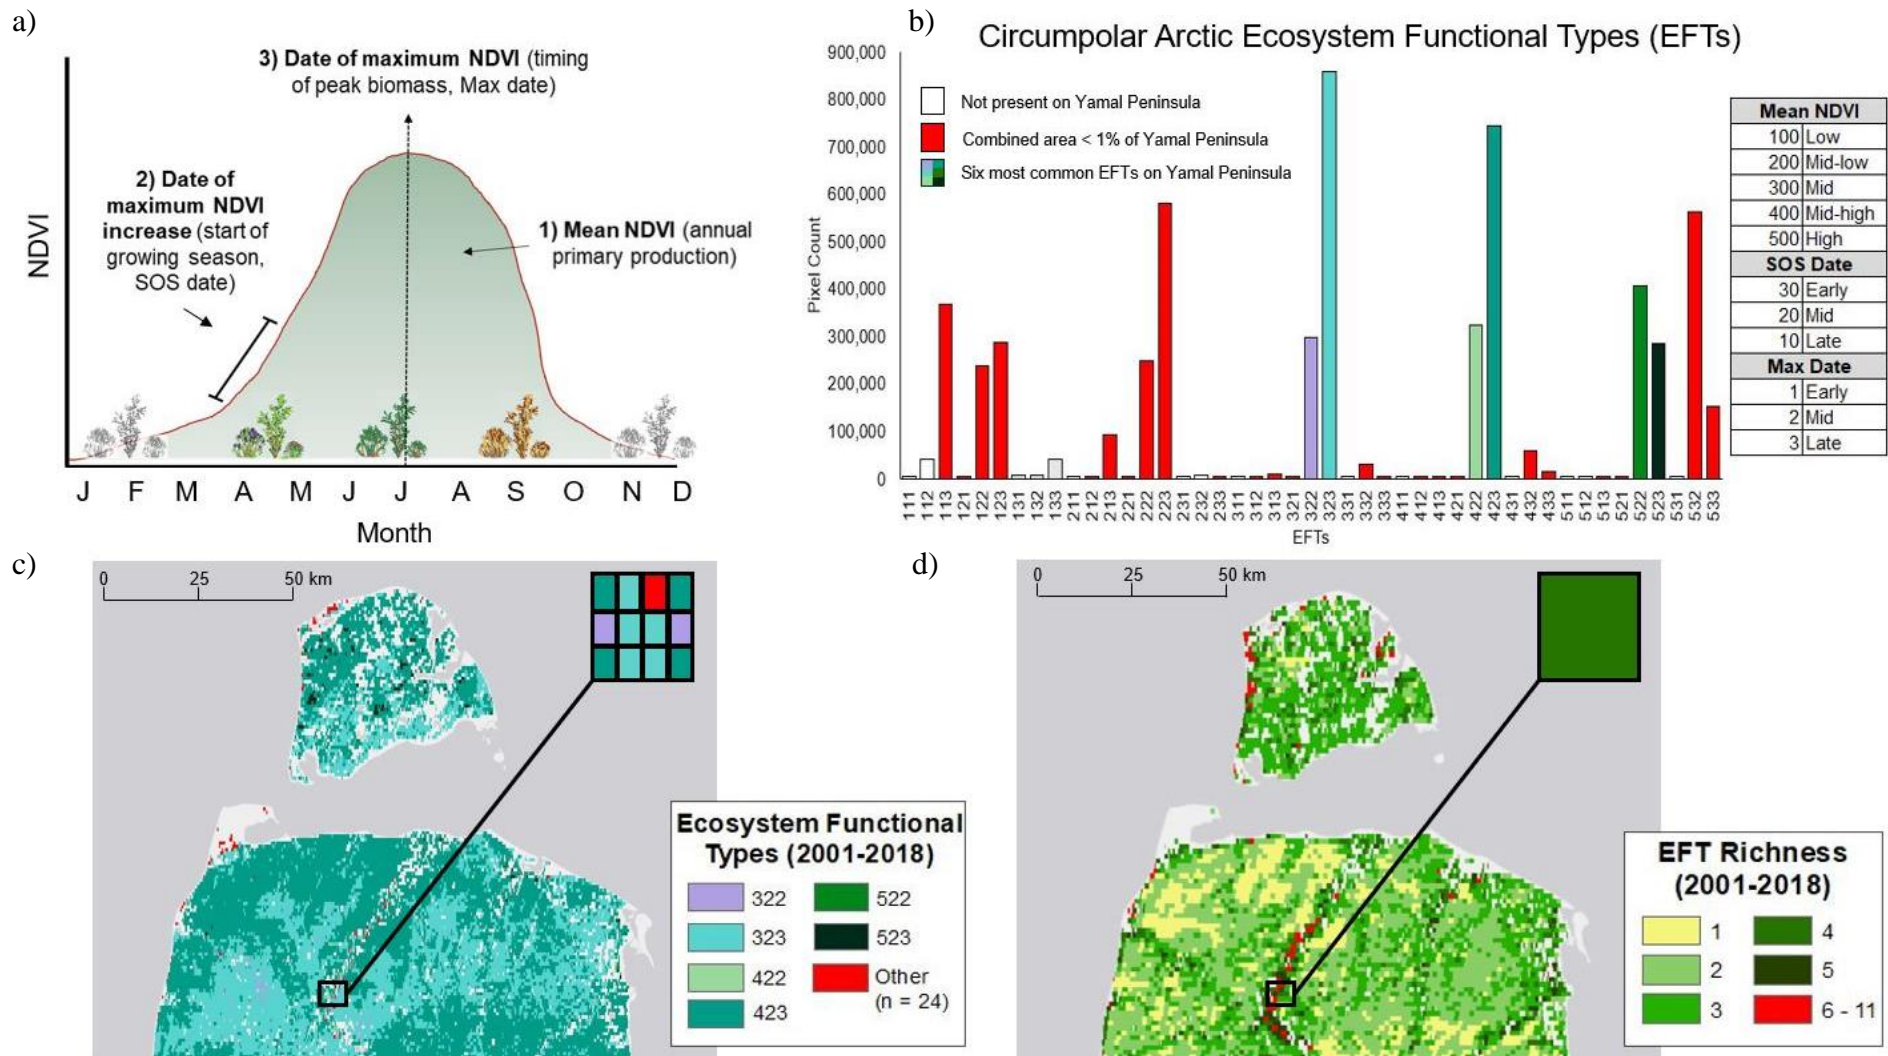 a)
3) Date of maximum NDVI (timing
of peak biomass, Max date)
2) Date of
maximum NDVI
increase (start of
growing season,
SOS date)
1) Mean NDVI (annual
primary production)
NDVI
J F M A M J J A S O N D
Month
b)
Circumpolar Arctic Ecosystem Functional Types (EFTs)
900,000
800,000
700,000
600,000
500,000
400,000
300,000
200,000
100,000
0
Pixel Count
Not present on Yamal Peninsula
Combined area < 1% of Yamal Peninsula
Six most common EFTs on Yamal Peninsula
111 112 113 121 122 123 131 132 133 211 212 213 221 222 223 231 232 233 311 312 313 321 322 323 331 332 333 411 412 413 421 422 423 431 432 433 511 512 513 521 522 523 531 532 533
EFTs
Mean NDVI
100 Low
200 Mid-low
300 Mid
400 Mid-high
500 High
SOS Date
30 Early
20 Mid
10 Late
Max Date
1 Early
2 Mid
3 Late
c)
0 25 50 km
Ecosystem Functional
Types (2001-2018)
322 522
323 523
422 Other
(n = 24)
423
d)
0 25 50 km
EFT Richness
(2001-2018)
1 4
2 5
3 6 - 11